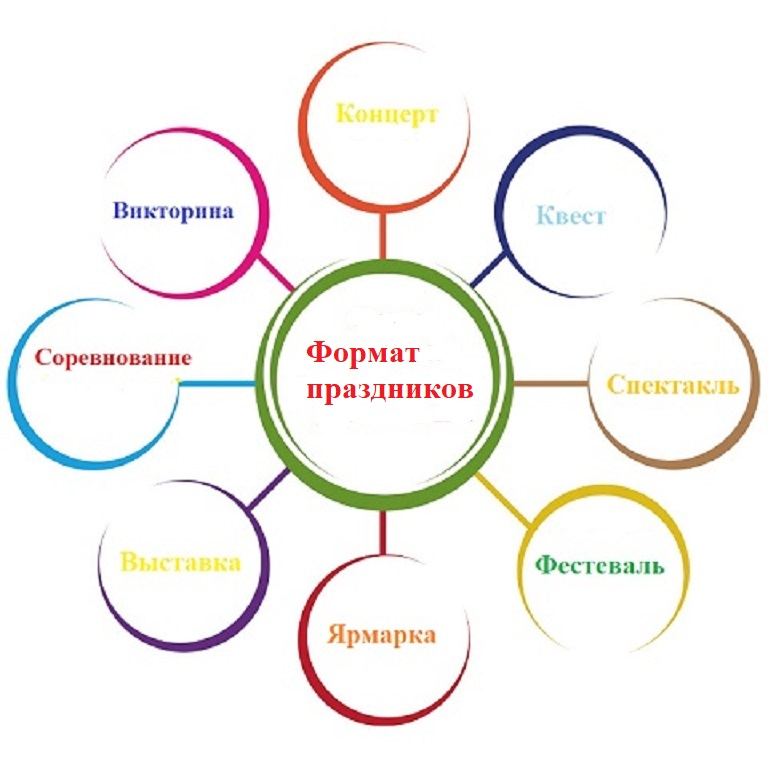 Концерт
Викторина
Квест
Соревнование
Формат
праздников
Спектакль
Выставка
Фестеваль
Ярмарка